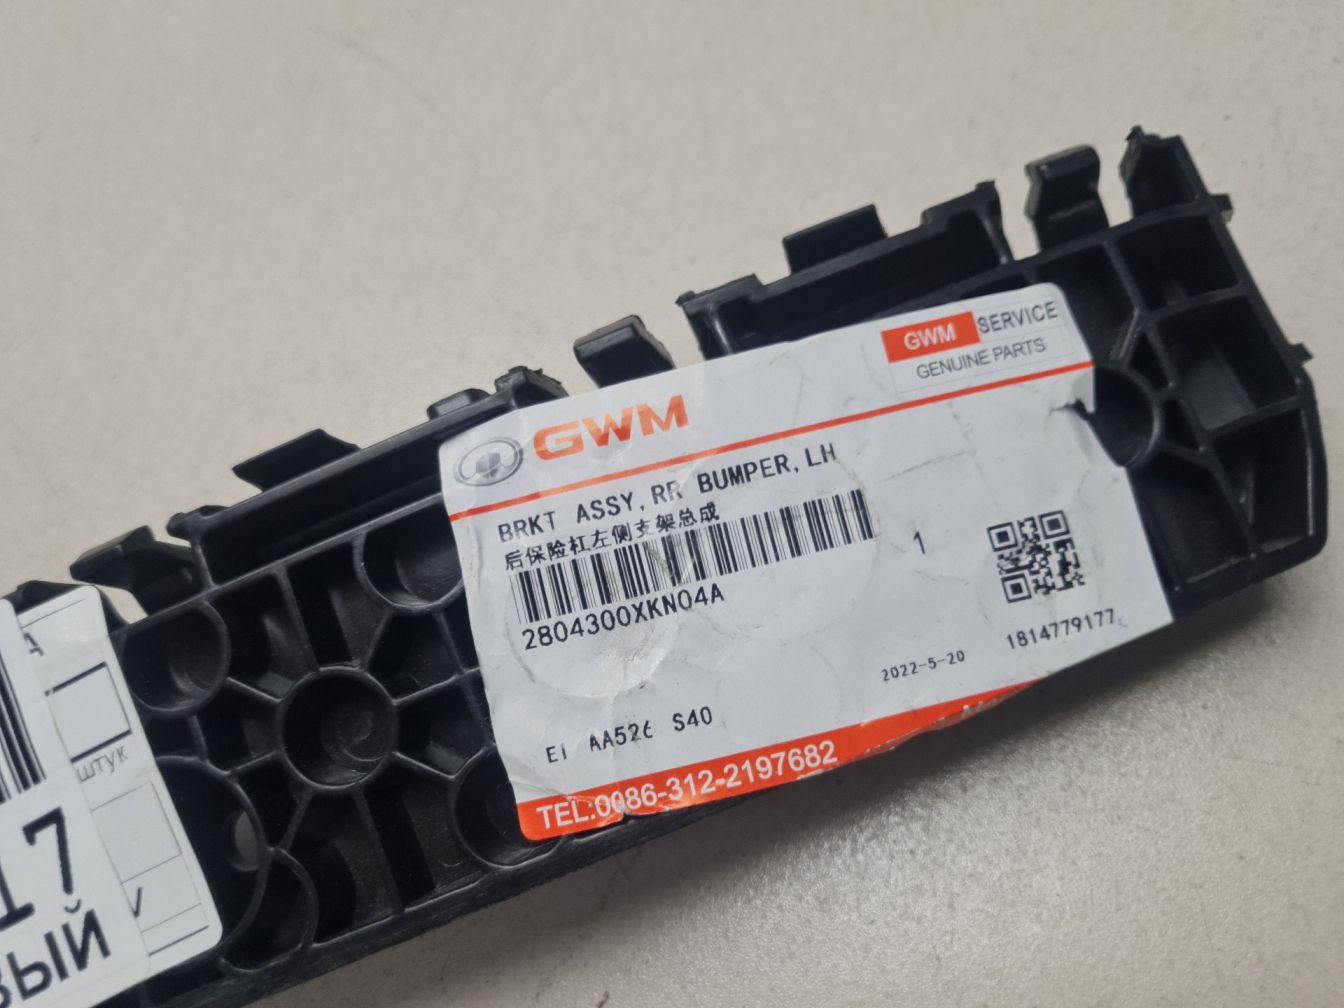 GWM SERVICE
GENUINE PARTS
GWM
BRKT ASSY,RR BUMPER,LH
后保险杠左侧支架总成
2804300XKN04A
1
2022-5-20
1814779177
EI AA526 S40
TEL:0086-312-2197682
А
штук
17
ВЫЙ